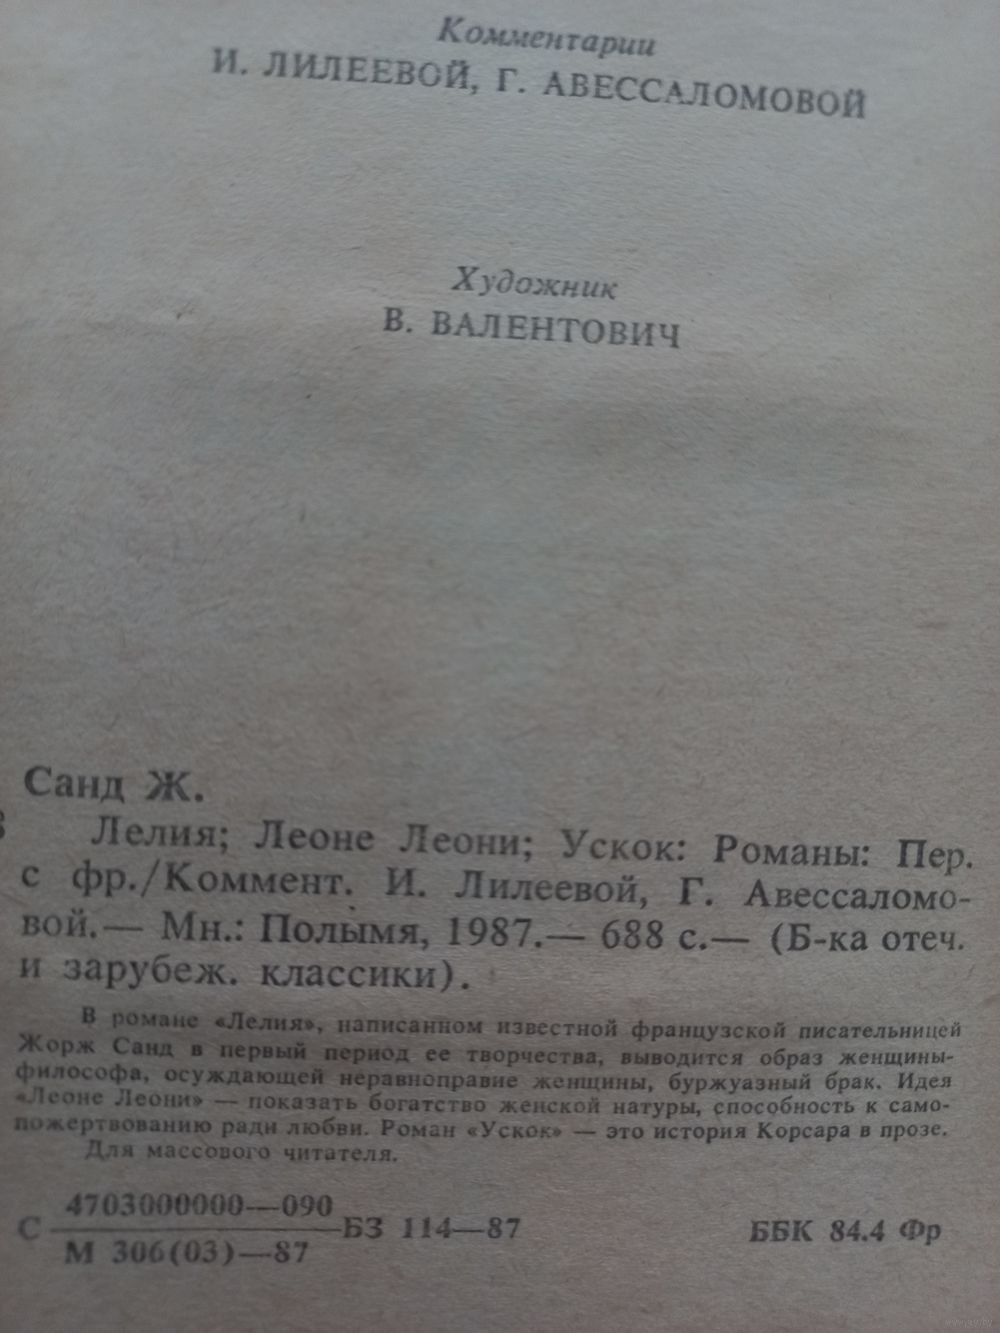 Комментарии
И. ЛИЛЕЕВОЙ, Г. АВЕССАЛОМОВОЙ
Художник
В. ВАЛЕНТОВИЧ
Санд Ж.
Лелия; Леоне Леони; Ускок: Романы: Пер.
с фр./Коммент. И. Лилеевой, Г. Авессаломо-
вой.— Мн.: Полымя, 1987.— 688 с.— (Б-ка отеч.
и зарубеж. классики).
В романе «Лелия», написанном известной французской писательницей
Жорж Санд в первый период ее творчества, выводится образ женщины-
философа, осуждающей неравноправие женщины, буржуазный брак. Идея
«Леоне Леони» — показать богатство женской натуры, способность к само-
пожертвованию ради любви. Роман «Ускок» — это история Корсара в прозе.
Для массового читателя.
4703000000—090
С БЗ 114—87 ББК 84.4 Фр
М 306(03)—87